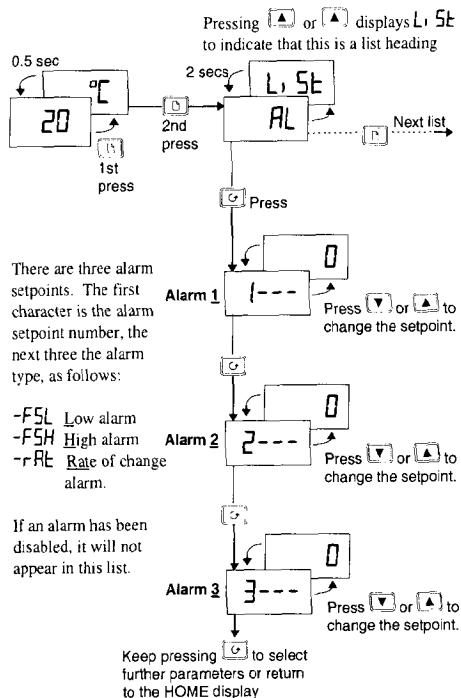 Pressing ▲ or ▲ displays LiSt
to indicate that this is a list heading
0.5 sec
°C
20
1st
press
2nd
press
2 secs
LiSt
AL
Next list
Press
There are three alarm
setpoints. The first
character is the alarm
setpoint number, the
next three the alarm
type, as follows:
-FSL Low alarm
-FSH High alarm
-rAt Rate of change
alarm.
If an alarm has been
disabled, it will not
appear in this list.
Alarm 1
0
1---
Press ▼ or ▲ to
change the setpoint.
Alarm 2
0
2---
Press ▼ or ▲ to
change the setpoint.
Alarm 3
0
3---
Press ▼ or ▲ to
change the setpoint.
Keep pressing ↻ to select
further parameters or return
to the HOME display